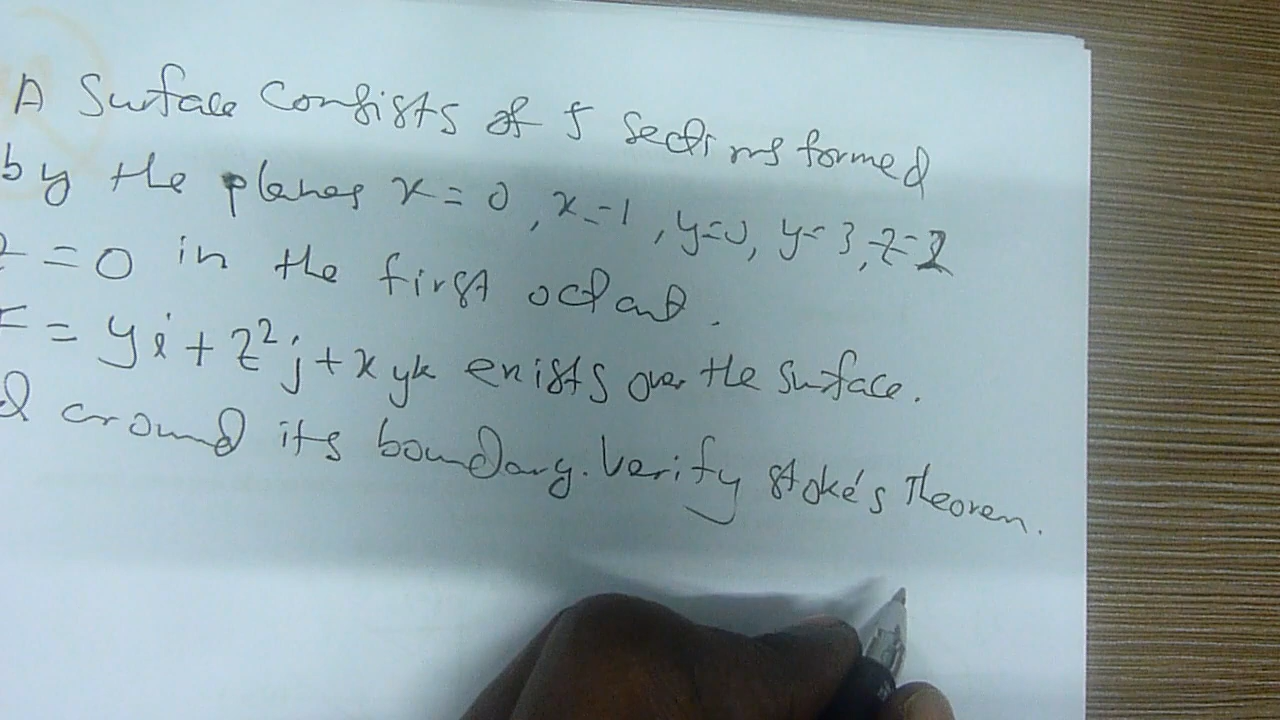 A Surface Consists of 5 Sections formed
by the planes x = 0, x = 1, y = 0, y = 3, z = 2
z = 0 in the first octant.
F = yi + z²j + xyk exists over the Surface.
d around its boundary. Verify stoke's Theorem.